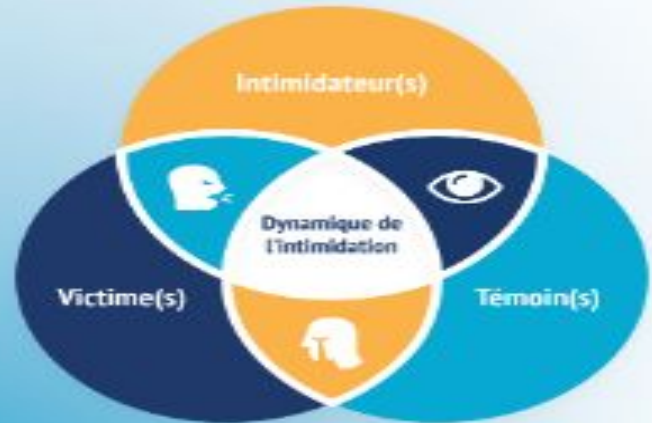 Intimidateur(s)
Dynamique de
l'intimidation
Victime(s)
Témoin(s)